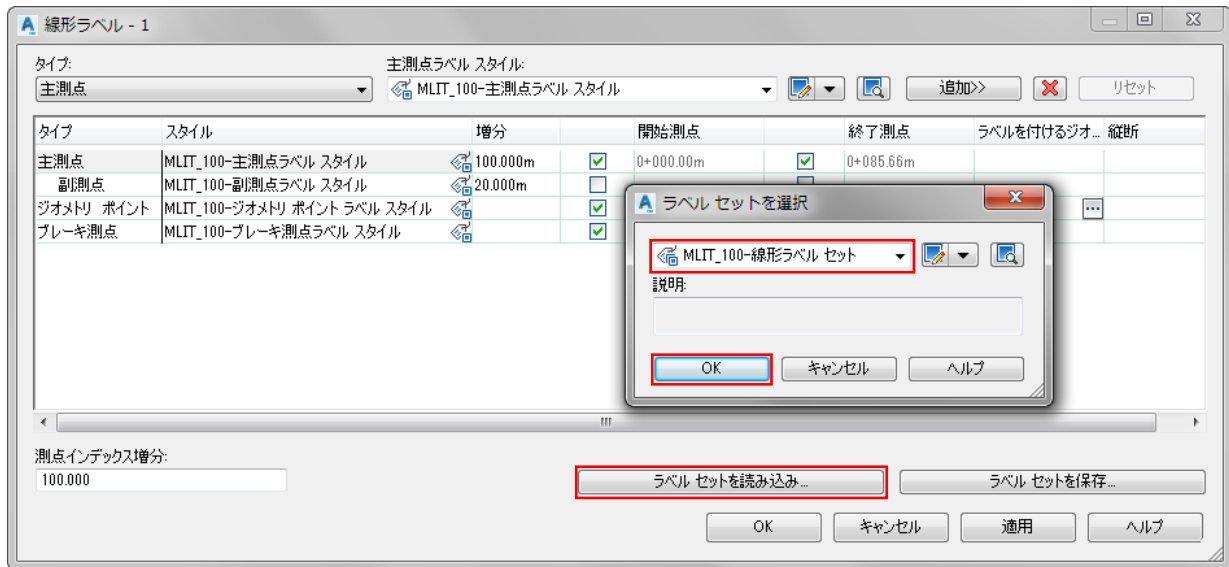 線形ラベル - 1
タイプ: 主測点ラベル スタイル:
主測点 MLIT_100-主測点ラベル スタイル 追加>> リセット
タイプ スタイル 増分 開始測点 終了測点 ラベルを付けるジオ... 縦断
主測点 MLIT_100-主測点ラベル スタイル 100.000m 0+000.00m 0+085.66m
副測点 MLIT_100-副測点ラベル スタイル 20.000m
ジオメトリ ポイント MLIT_100-ジオメトリ ポイント ラベル スタイル ...
ブレーキ測点 MLIT_100-ブレーキ測点ラベル スタイル
ラベル セットを選択
MLIT_100-線形ラベル セット
説明:
OK キャンセル ヘルプ
測点インデックス増分:
100.000 ラベル セットを読み込み... ラベル セットを保存...
OK キャンセル 適用 ヘルプ